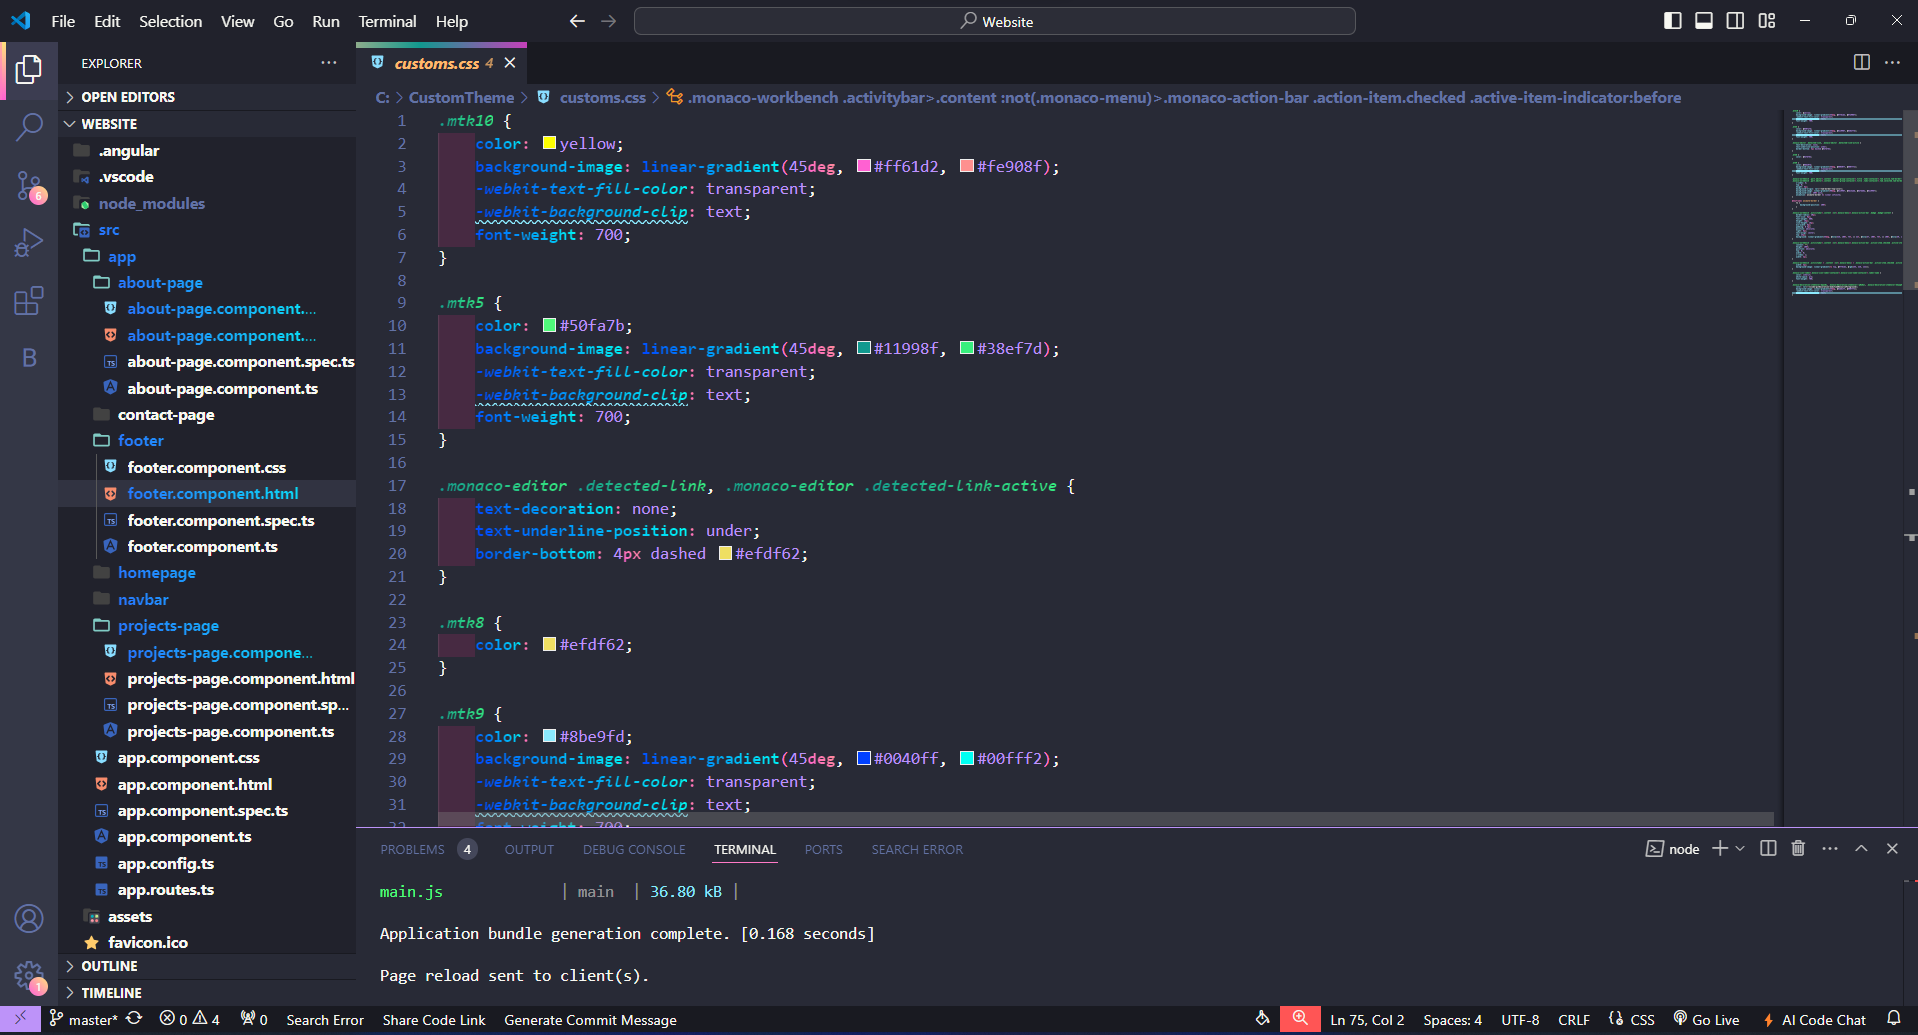 File Edit Selection View Go Run Terminal Help
Website
EXPLORER
OPEN EDITORS
WEBSITE
.angular
.vscode
node_modules
src
app
about-page
about-page.component....
about-page.component....
about-page.component.spec.ts
about-page.component.ts
contact-page
footer
footer.component.css
footer.component.html
footer.component.spec.ts
footer.component.ts
homepage
navbar
projects-page
projects-page.compone...
projects-page.component.html
projects-page.component.sp...
projects-page.component.ts
app.component.css
app.component.html
app.component.spec.ts
app.component.ts
app.config.ts
app.routes.ts
assets
favicon.ico
OUTLINE
TIMELINE
6
B
1
customs.css 4
C: > CustomTheme > customs.css > .monaco-workbench .activitybar>.content :not(.monaco-menu)>.monaco-action-bar .action-item.checked .active-item-indicator:before
1 .mtk10 {
2 color: yellow;
3 background-image: linear-gradient(45deg, #ff61d2, #fe908f);
4 -webkit-text-fill-color: transparent;
5 -webkit-background-clip: text;
6 font-weight: 700;
7 }
8
9 .mtk5 {
10 color: #50fa7b;
11 background-image: linear-gradient(45deg, #11998f, #38ef7d);
12 -webkit-text-fill-color: transparent;
13 -webkit-background-clip: text;
14 font-weight: 700;
15 }
16
17 .monaco-editor .detected-link, .monaco-editor .detected-link-active {
18 text-decoration: none;
19 text-underline-position: under;
20 border-bottom: 4px dashed #efdf62;
21 }
22
23 .mtk8 {
24 color: #efdf62;
25 }
26
27 .mtk9 {
28 color: #8be9fd;
29 background-image: linear-gradient(45deg, #0040ff, #00fff2);
30 -webkit-text-fill-color: transparent;
31 -webkit-background-clip: text;
32 font-weight: 700;
PROBLEMS 4 OUTPUT DEBUG CONSOLE TERMINAL PORTS SEARCH ERROR node
main.js | main | 36.80 kB |
Application bundle generation complete. [0.168 seconds]
Page reload sent to client(s).
master* 0 4 0 Search Error Share Code Link Generate Commit Message Ln 75, Col 2 Spaces: 4 UTF-8 CRLF CSS Go Live AI Code Chat